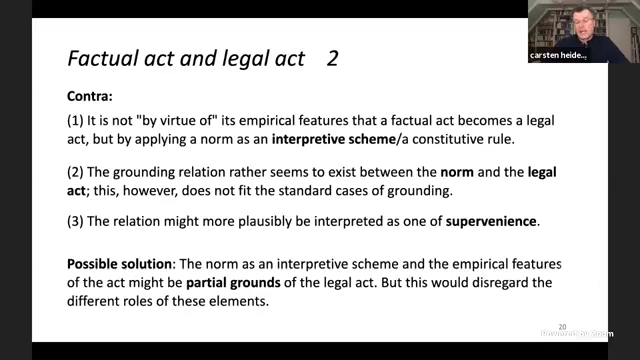 Factual act and legal act 2
carsten heide...
Contra:
(1) It is not "by virtue of" its empirical features that a factual act becomes a legal
act, but by applying a norm as an interpretive scheme/a constitutive rule.
(2) The grounding relation rather seems to exist between the norm and the legal
act; this, however, does not fit the standard cases of grounding.
(3) The relation might more plausibly be interpreted as one of supervenience.
Possible solution: The norm as an interpretive scheme and the empirical features
of the act might be partial grounds of the legal act. But this would disregard the
different roles of these elements.
20
Powered by Zoom